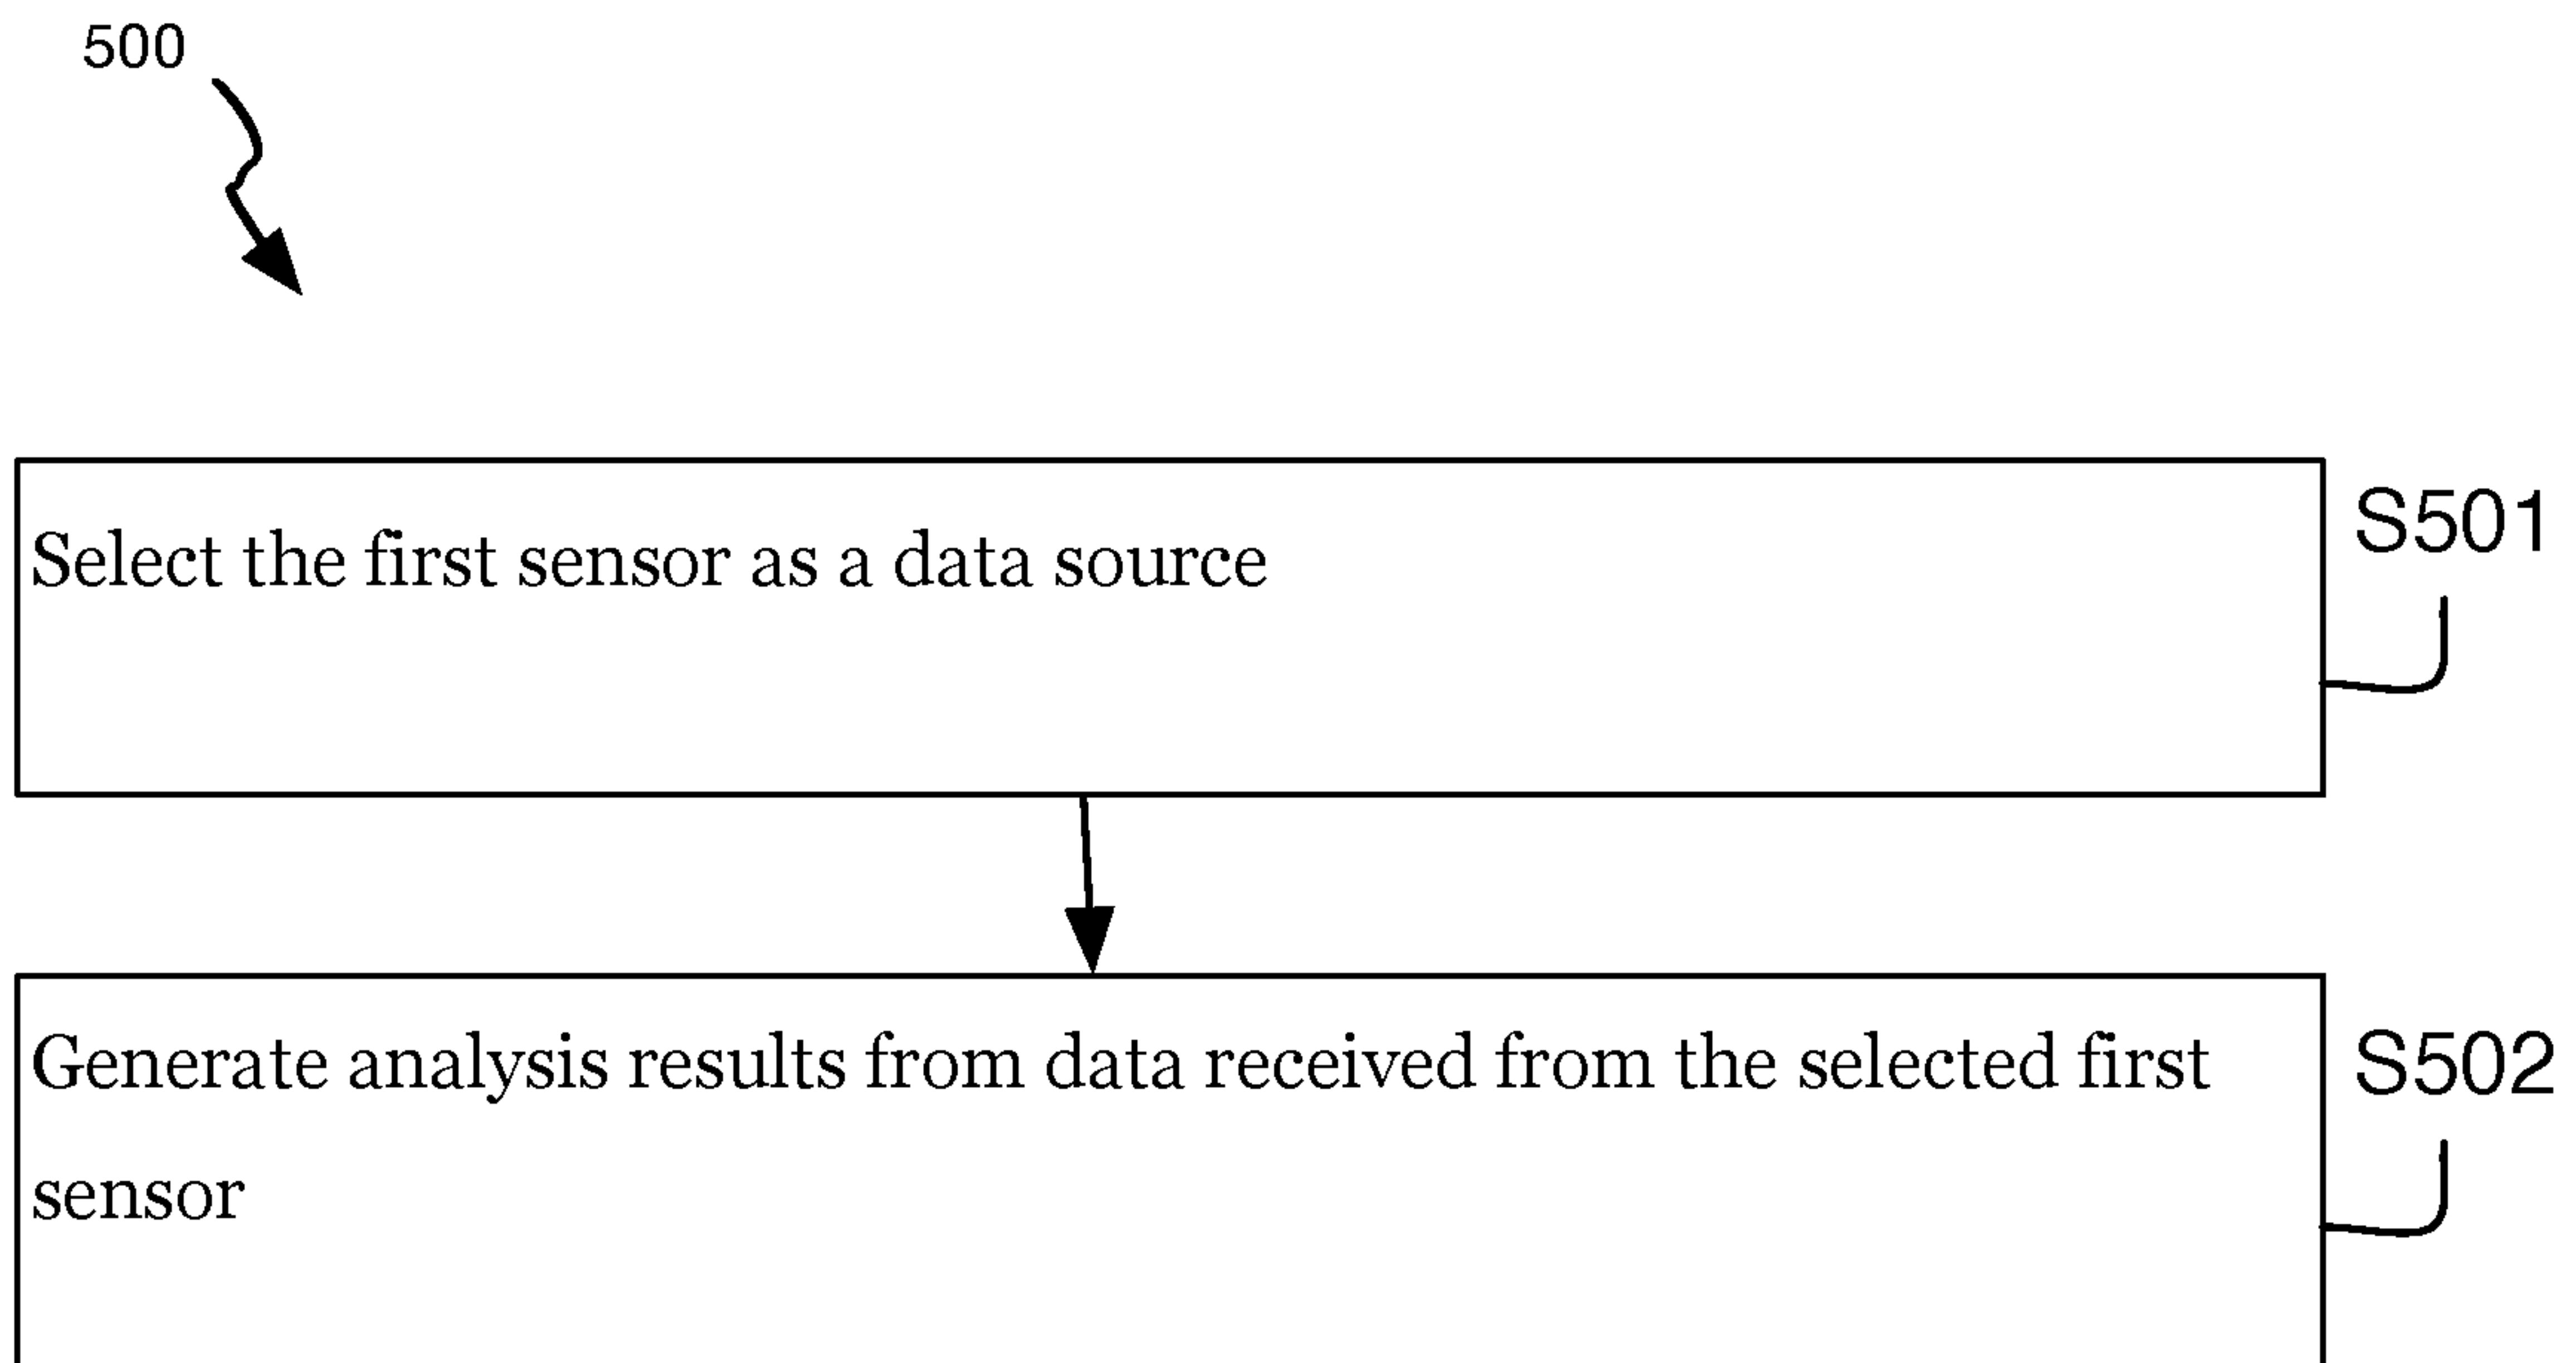 500
Select the first sensor as a data source
S501
Generate analysis results from data received from the selected first
sensor
S502